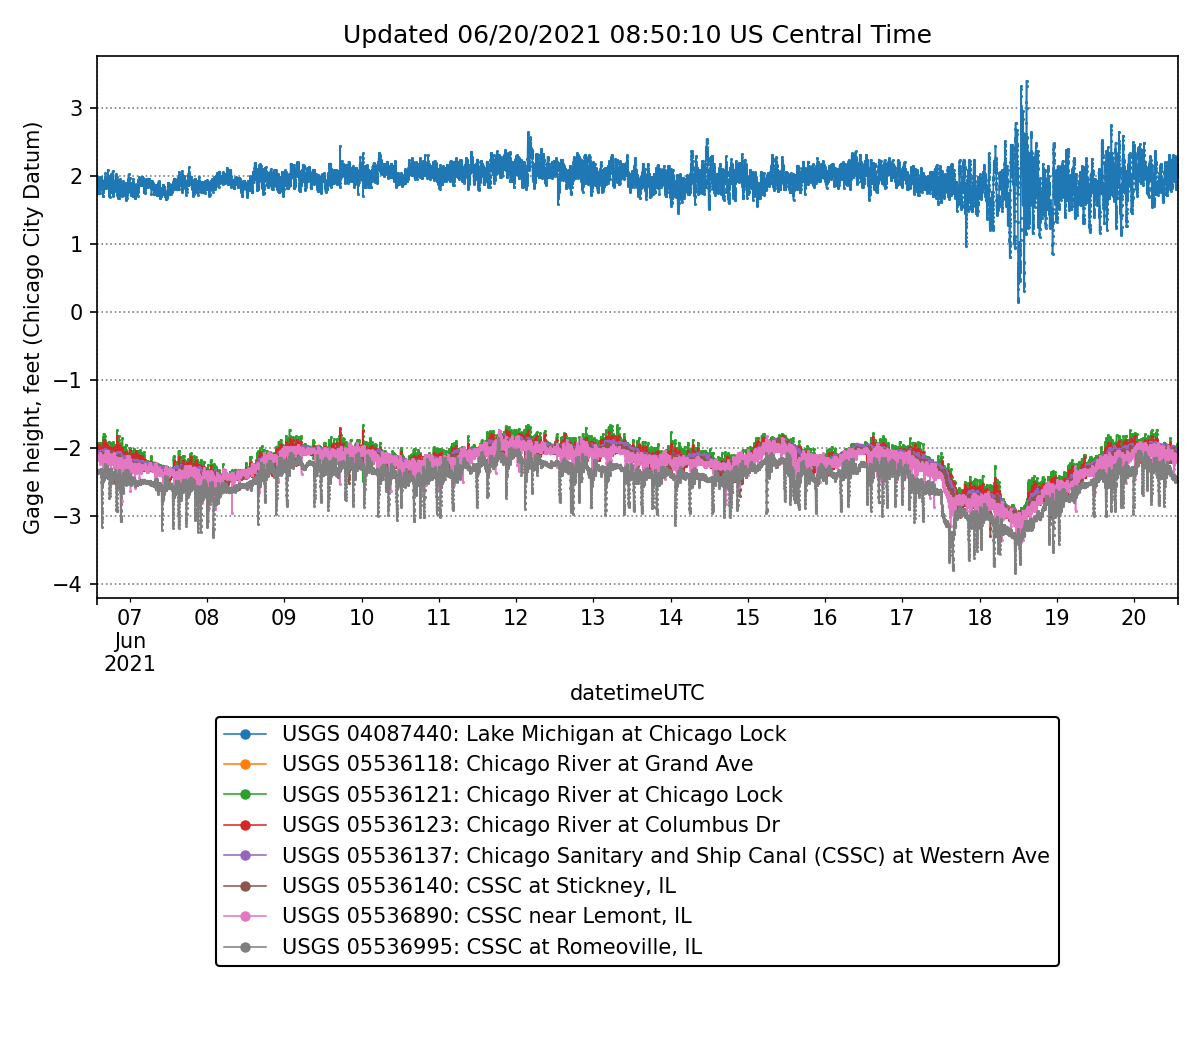 Updated 06/20/2021 08:50:10 US Central Time
Gage height, feet (Chicago City Datum)
3
2
1
0
−1
−2
−3
−4
07 08 09 10 11 12 13 14 15 16 17 18 19 20
Jun
2021
datetimeUTC
USGS 04087440: Lake Michigan at Chicago Lock
USGS 05536118: Chicago River at Grand Ave
USGS 05536121: Chicago River at Chicago Lock
USGS 05536123: Chicago River at Columbus Dr
USGS 05536137: Chicago Sanitary and Ship Canal (CSSC) at Western Ave
USGS 05536140: CSSC at Stickney, IL
USGS 05536890: CSSC near Lemont, IL
USGS 05536995: CSSC at Romeoville, IL